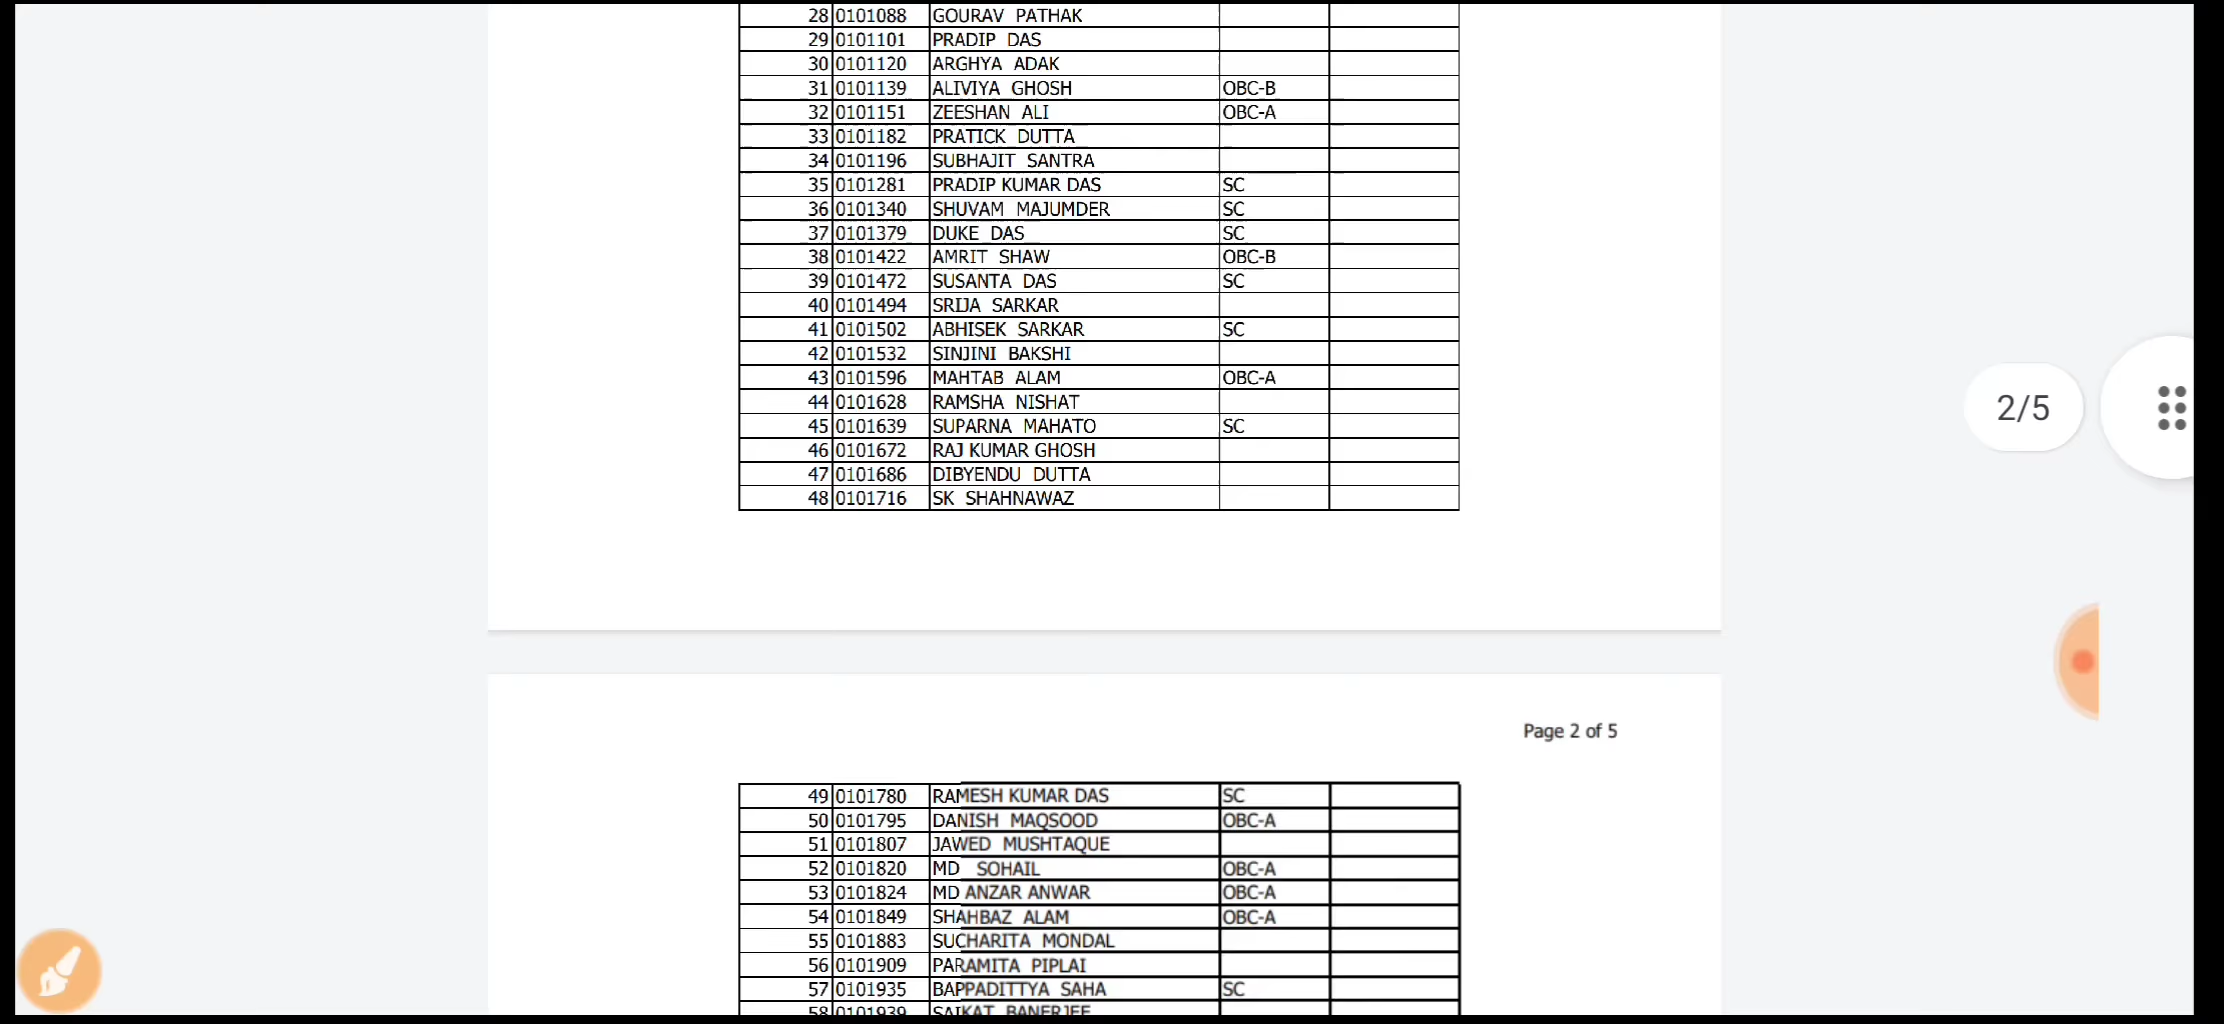 28 0101088 GOURAV PATHAK
29 0101101 PRADIP DAS
30 0101120 ARGHYA ADAK
31 0101139 ALIVIYA GHOSH OBC-B
32 0101151 ZEESHAN ALI OBC-A
33 0101182 PRATICK DUTTA
34 0101196 SUBHAJIT SANTRA
35 0101281 PRADIP KUMAR DAS SC
36 0101340 SHUVAM MAJUMDER SC
37 0101379 DUKE DAS SC
38 0101422 AMRIT SHAW OBC-B
39 0101472 SUSANTA DAS SC
40 0101494 SRIJA SARKAR
41 0101502 ABHISEK SARKAR SC
42 0101532 SINJINI BAKSHI
43 0101596 MAHTAB ALAM OBC-A
44 0101628 RAMSHA NISHAT
45 0101639 SUPARNA MAHATO SC
46 0101672 RAJ KUMAR GHOSH
47 0101686 DIBYENDU DUTTA
48 0101716 SK SHAHNAWAZ
2/5
Page 2 of 5
49 0101780 RAMESH KUMAR DAS SC
50 0101795 DANISH MAQSOOD OBC-A
51 0101807 JAWED MUSHTAQUE
52 0101820 MD SOHAIL OBC-A
53 0101824 MD ANZAR ANWAR OBC-A
54 0101849 SHAHBAZ ALAM OBC-A
55 0101883 SUCHARITA MONDAL
56 0101909 PARAMITA PIPLAI
57 0101935 BAPPADITTYA SAHA SC
58 0101939 SAIKAT BANERJEE